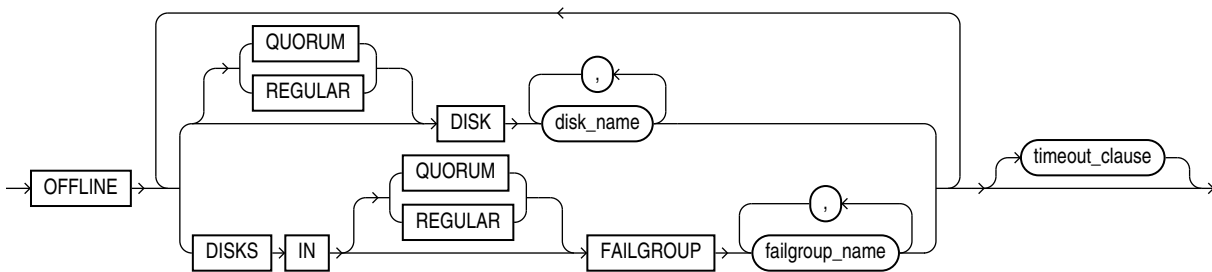 QUORUM
REGULAR
DISK
,
disk_name
OFFLINE
timeout_clause
QUORUM
REGULAR
DISKS
IN
FAILGROUP
,
failgroup_name